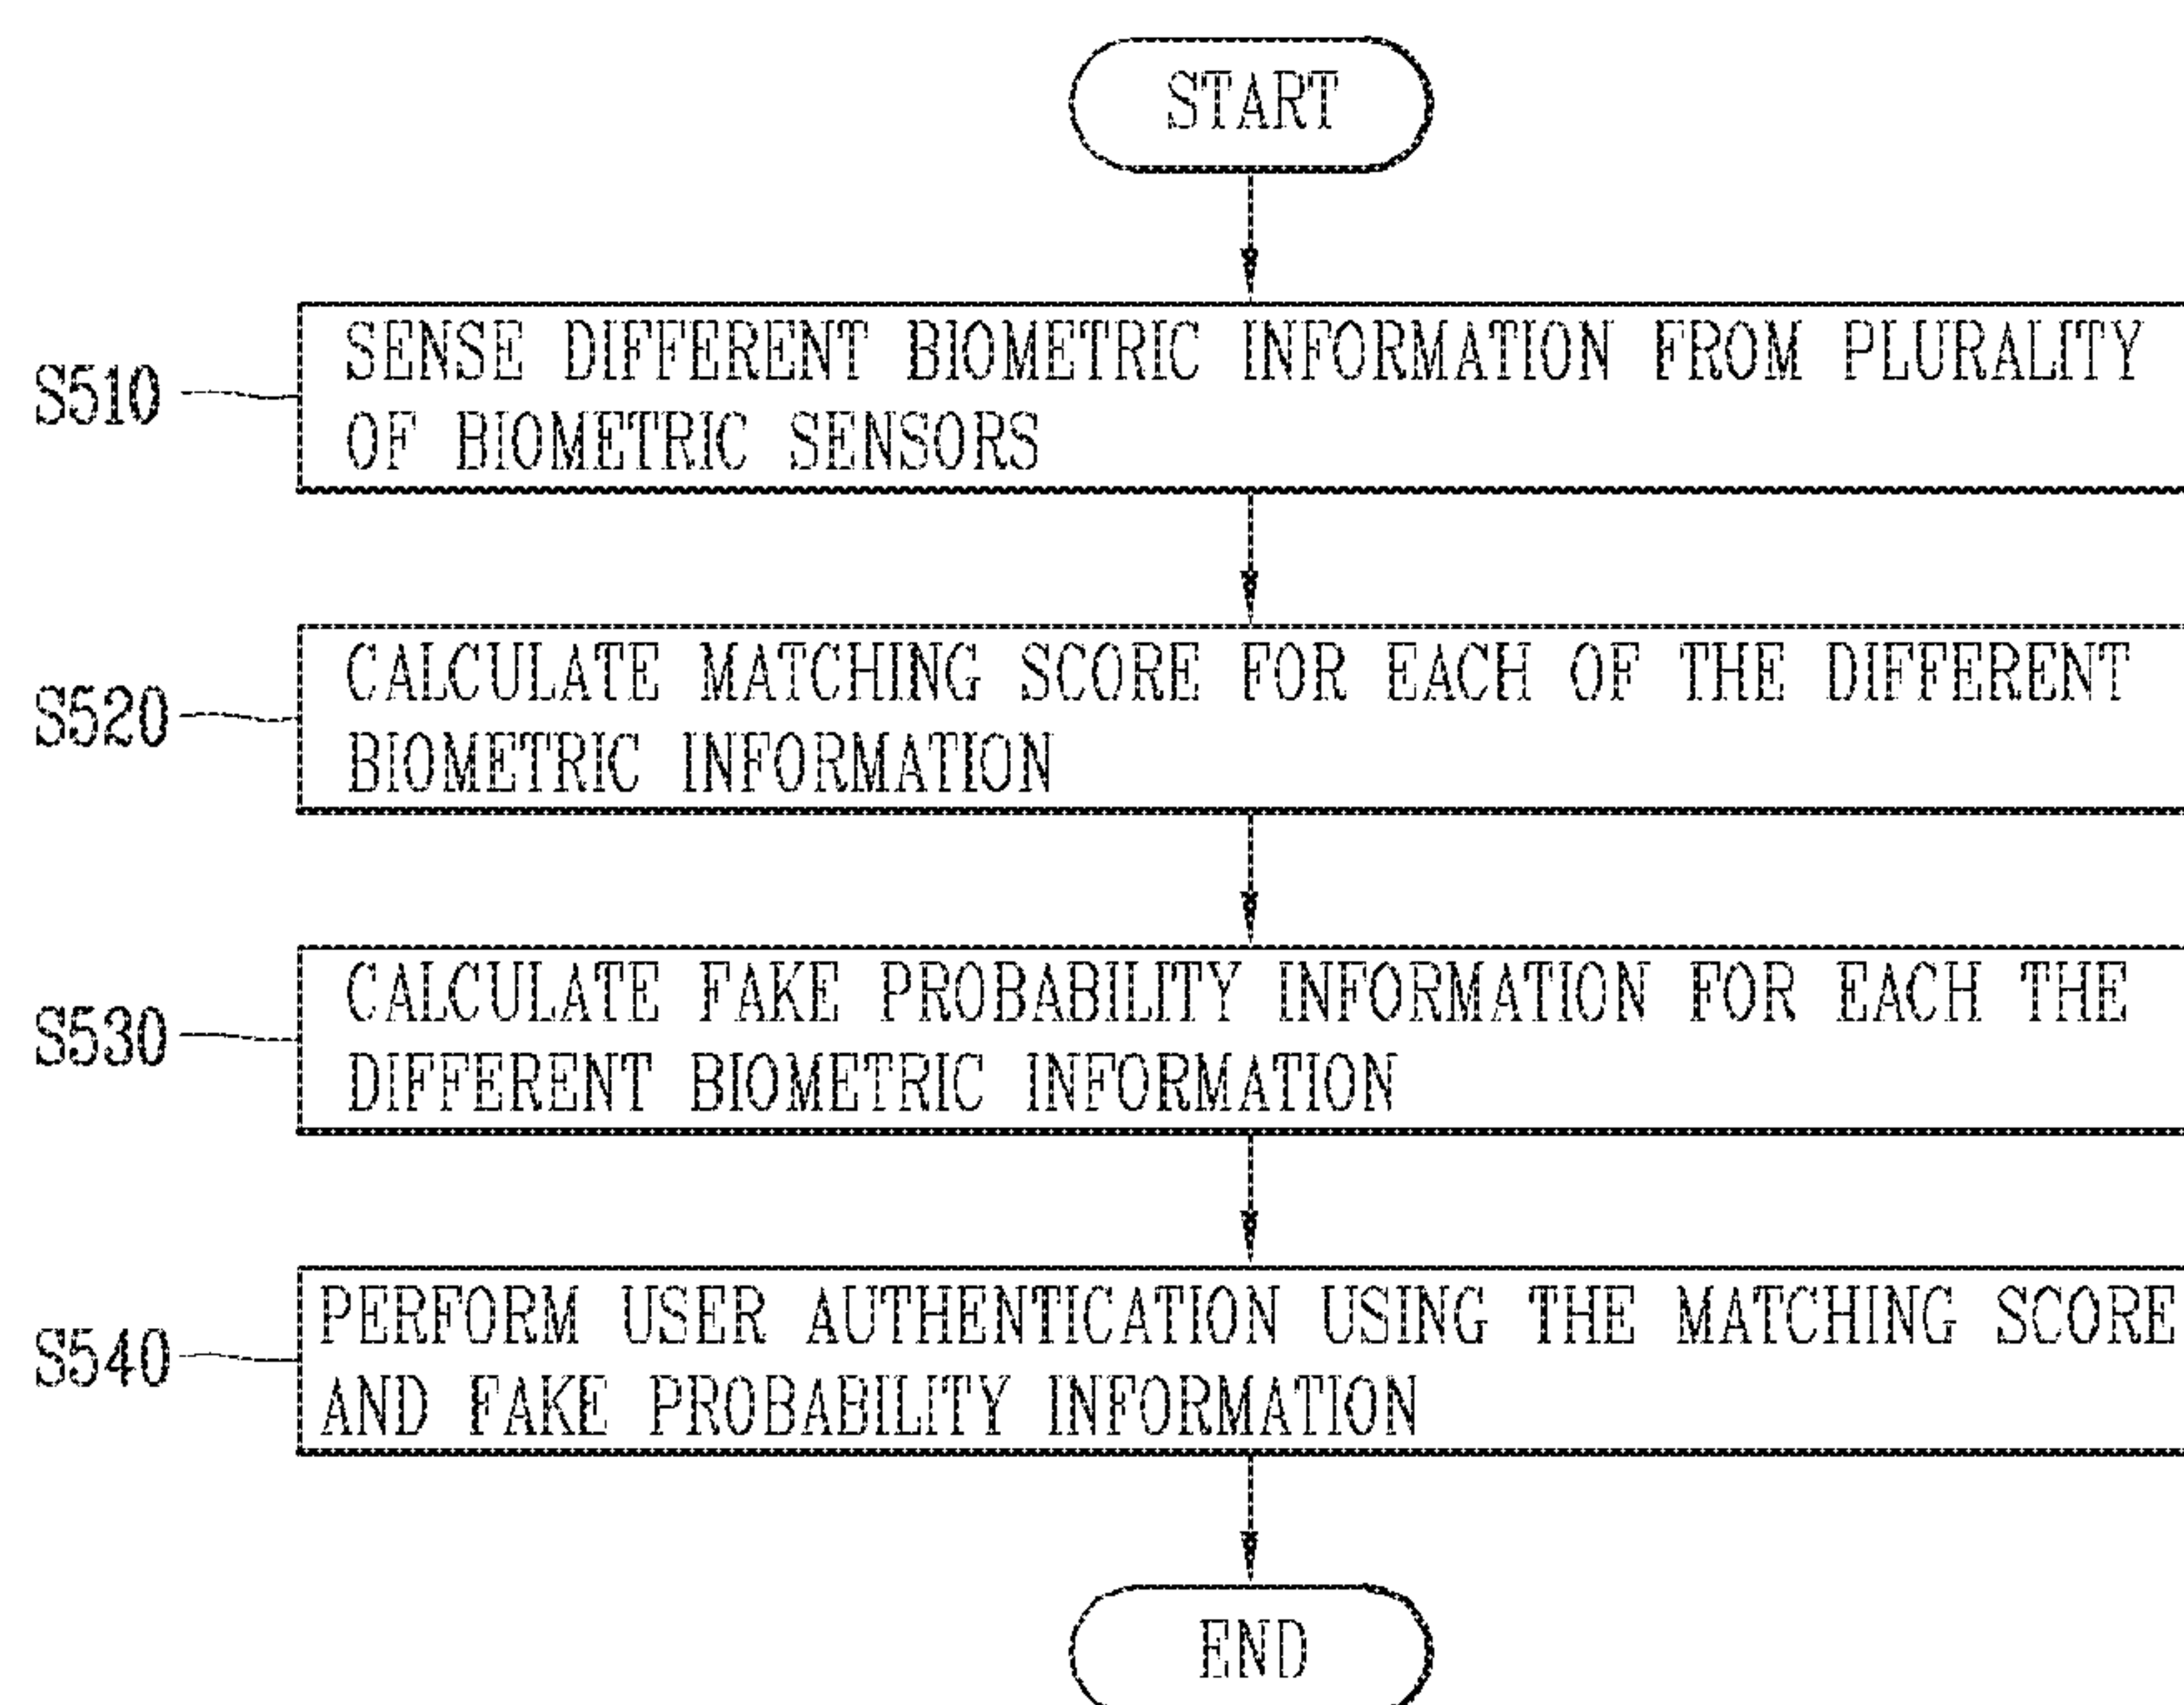 START
S510
SENSE DIFFERENT BIOMETRIC INFORMATION FROM PLURALITY
OF BIOMETRIC SENSORS
S520
CALCULATE MATCHING SCORE FOR EACH OF THE DIFFERENT
BIOMETRIC INFORMATION
S530
CALCULATE FAKE PROBABILITY INFORMATION FOR EACH THE
DIFFERENT BIOMETRIC INFORMATION
S540
PERFORM USER AUTHENTICATION USING THE MATCHING SCORE
AND FAKE PROBABILITY INFORMATION
END